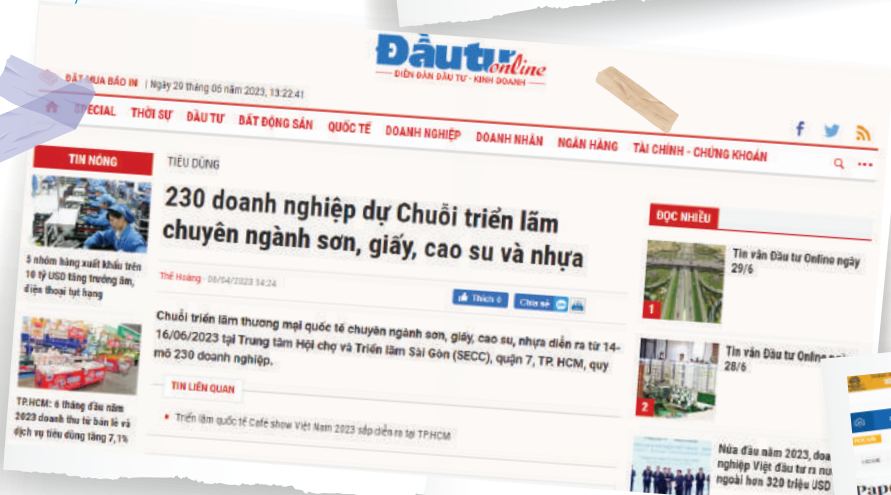 Đầu tư online
DIỄN ĐÀN ĐẦU TƯ - KINH DOANH
ĐẶT MUA BÁO IN | Ngày 29 tháng 06 năm 2023, 13:22:41
SPECIAL THỜI SỰ ĐẦU TƯ BẤT ĐỘNG SẢN QUỐC TẾ DOANH NGHIỆP DOANH NHÂN NGÂN HÀNG TÀI CHÍNH - CHỨNG KHOÁN
TIN NÓNG
5 nhóm hàng xuất khẩu trên
10 tỷ USD tăng trưởng âm,
điện thoại tụt hạng
TP.HCM: 6 tháng đầu năm
2023 doanh thu từ bán lẻ và
dịch vụ tiêu dùng tăng 7,1%
TIÊU DÙNG
230 doanh nghiệp dự Chuỗi triển lãm
chuyên ngành sơn, giấy, cao su và nhựa
Thế Hoàng - 06/04/2023 14:24
Thích 0 Chia sẻ
Chuỗi triển lãm thương mại quốc tế chuyên ngành sơn, giấy, cao su, nhựa diễn ra từ 14-
16/06/2023 tại Trung tâm Hội chợ và Triển lãm Sài Gòn (SECC), quận 7, TP. HCM, quy
mô 230 doanh nghiệp.
TIN LIÊN QUAN
Triển lãm quốc tế Café show Việt Nam 2023 sắp diễn ra tại TP.HCM
ĐỌC NHIỀU
1
Tin vắn Đầu tư Online ngày
29/6
2
Tin vắn Đầu tư Online
28/6
Nửa đầu năm 2023, doa
nghiệp Việt đầu tư ra nướ
ngoài hơn 320 triệu USD